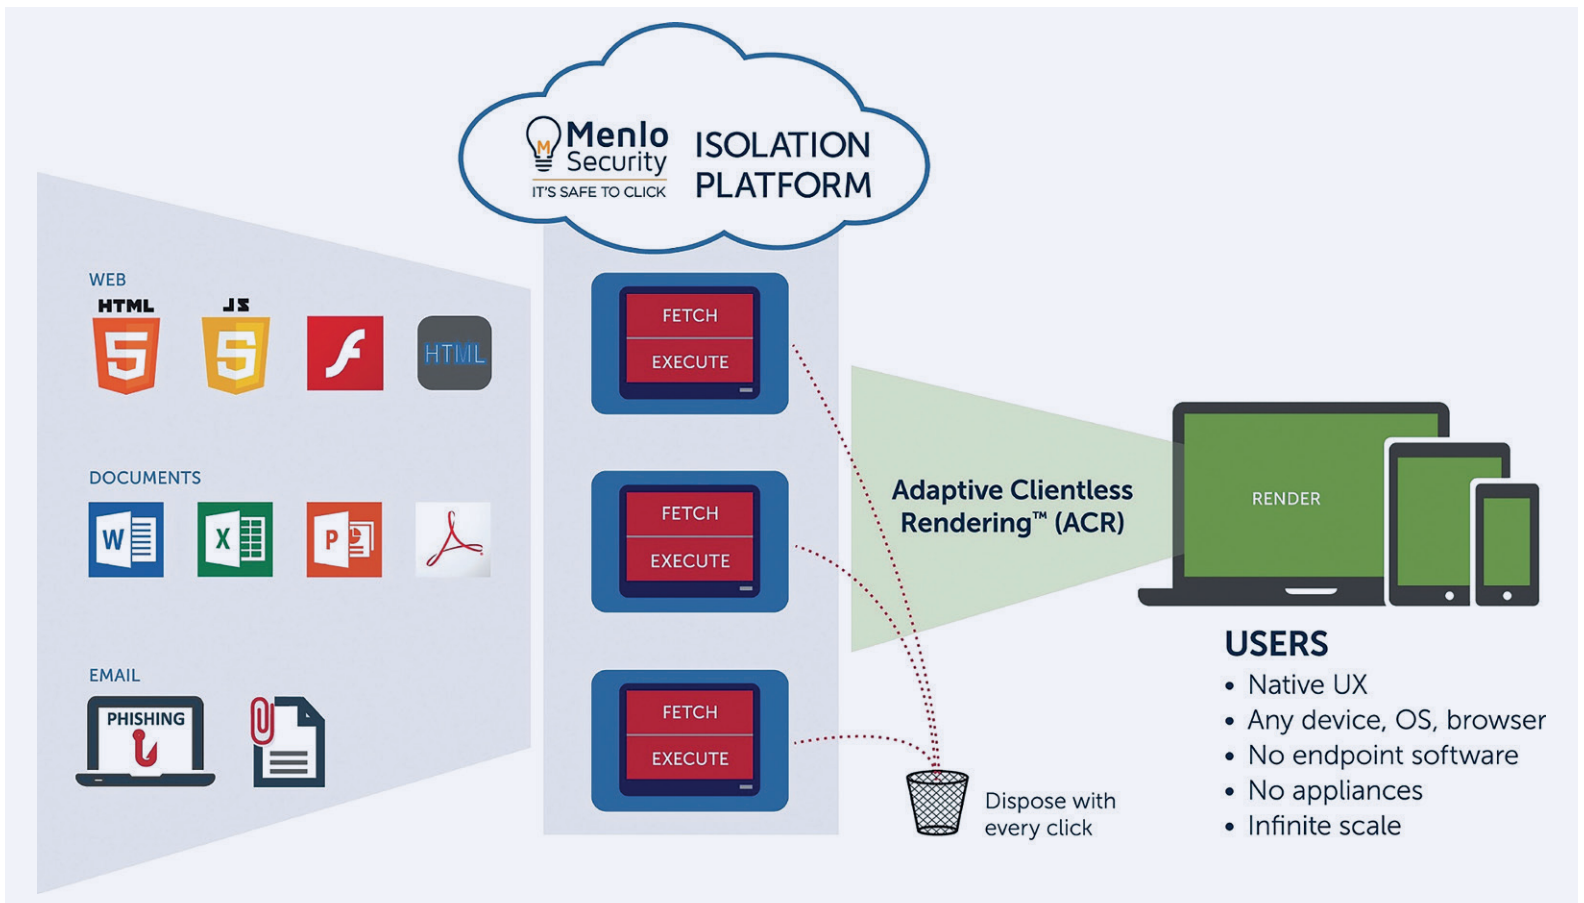 Menlo
Security
IT'S SAFE TO CLICK
M
ISOLATION
PLATFORM
WEB
HTML
5
JS
5
f
HTML
DOCUMENTS
W
X
P
EMAIL
PHISHING
FETCH
EXECUTE
FETCH
EXECUTE
FETCH
EXECUTE
Dispose with
every click
Adaptive Clientless
Rendering™ (ACR)
RENDER
USERS
• Native UX
• Any device, OS, browser
• No endpoint software
• No appliances
• Infinite scale